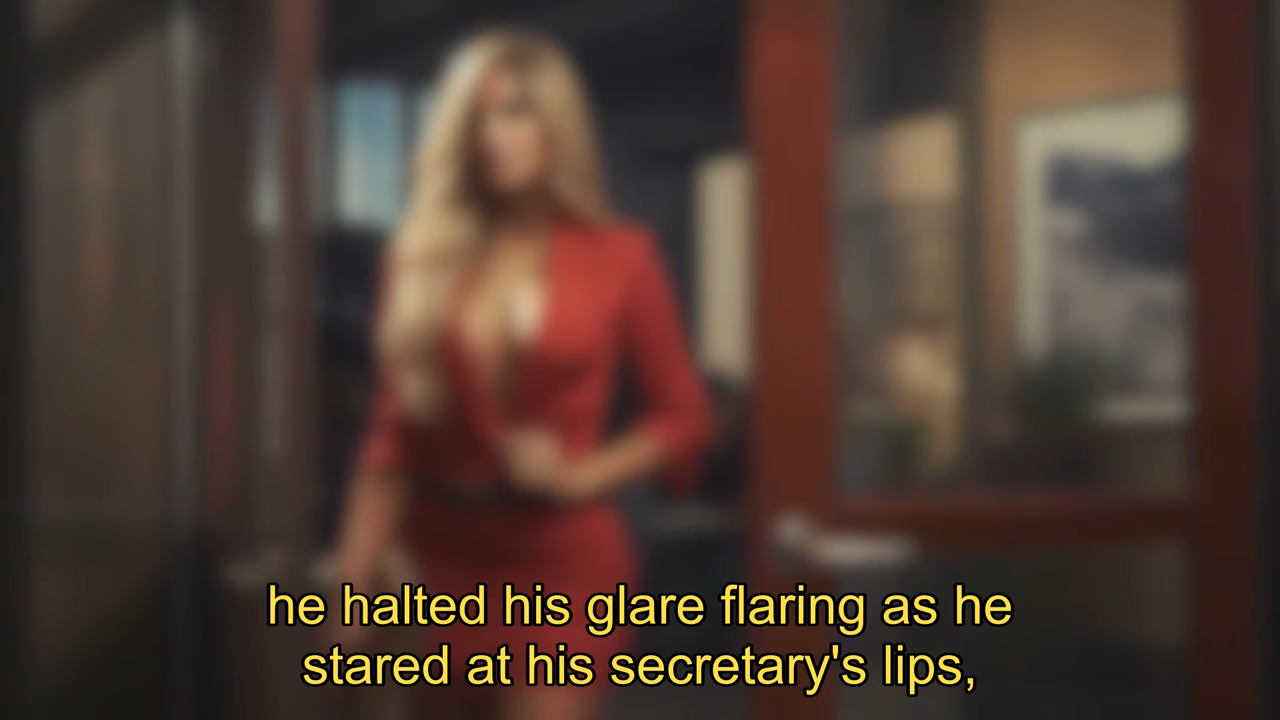 he halted his glare flaring as he
stared at his secretary's lips,